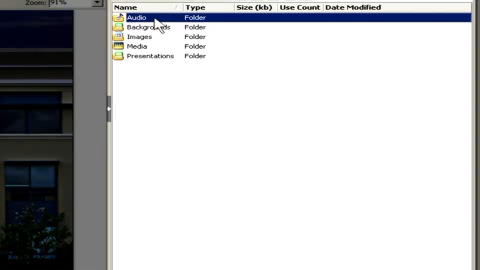 Zoom: 91%
Name Type Size (kb) Use Count Date Modified
Audio Folder
Backgrounds Folder
Images Folder
Media Folder
Presentations Folder